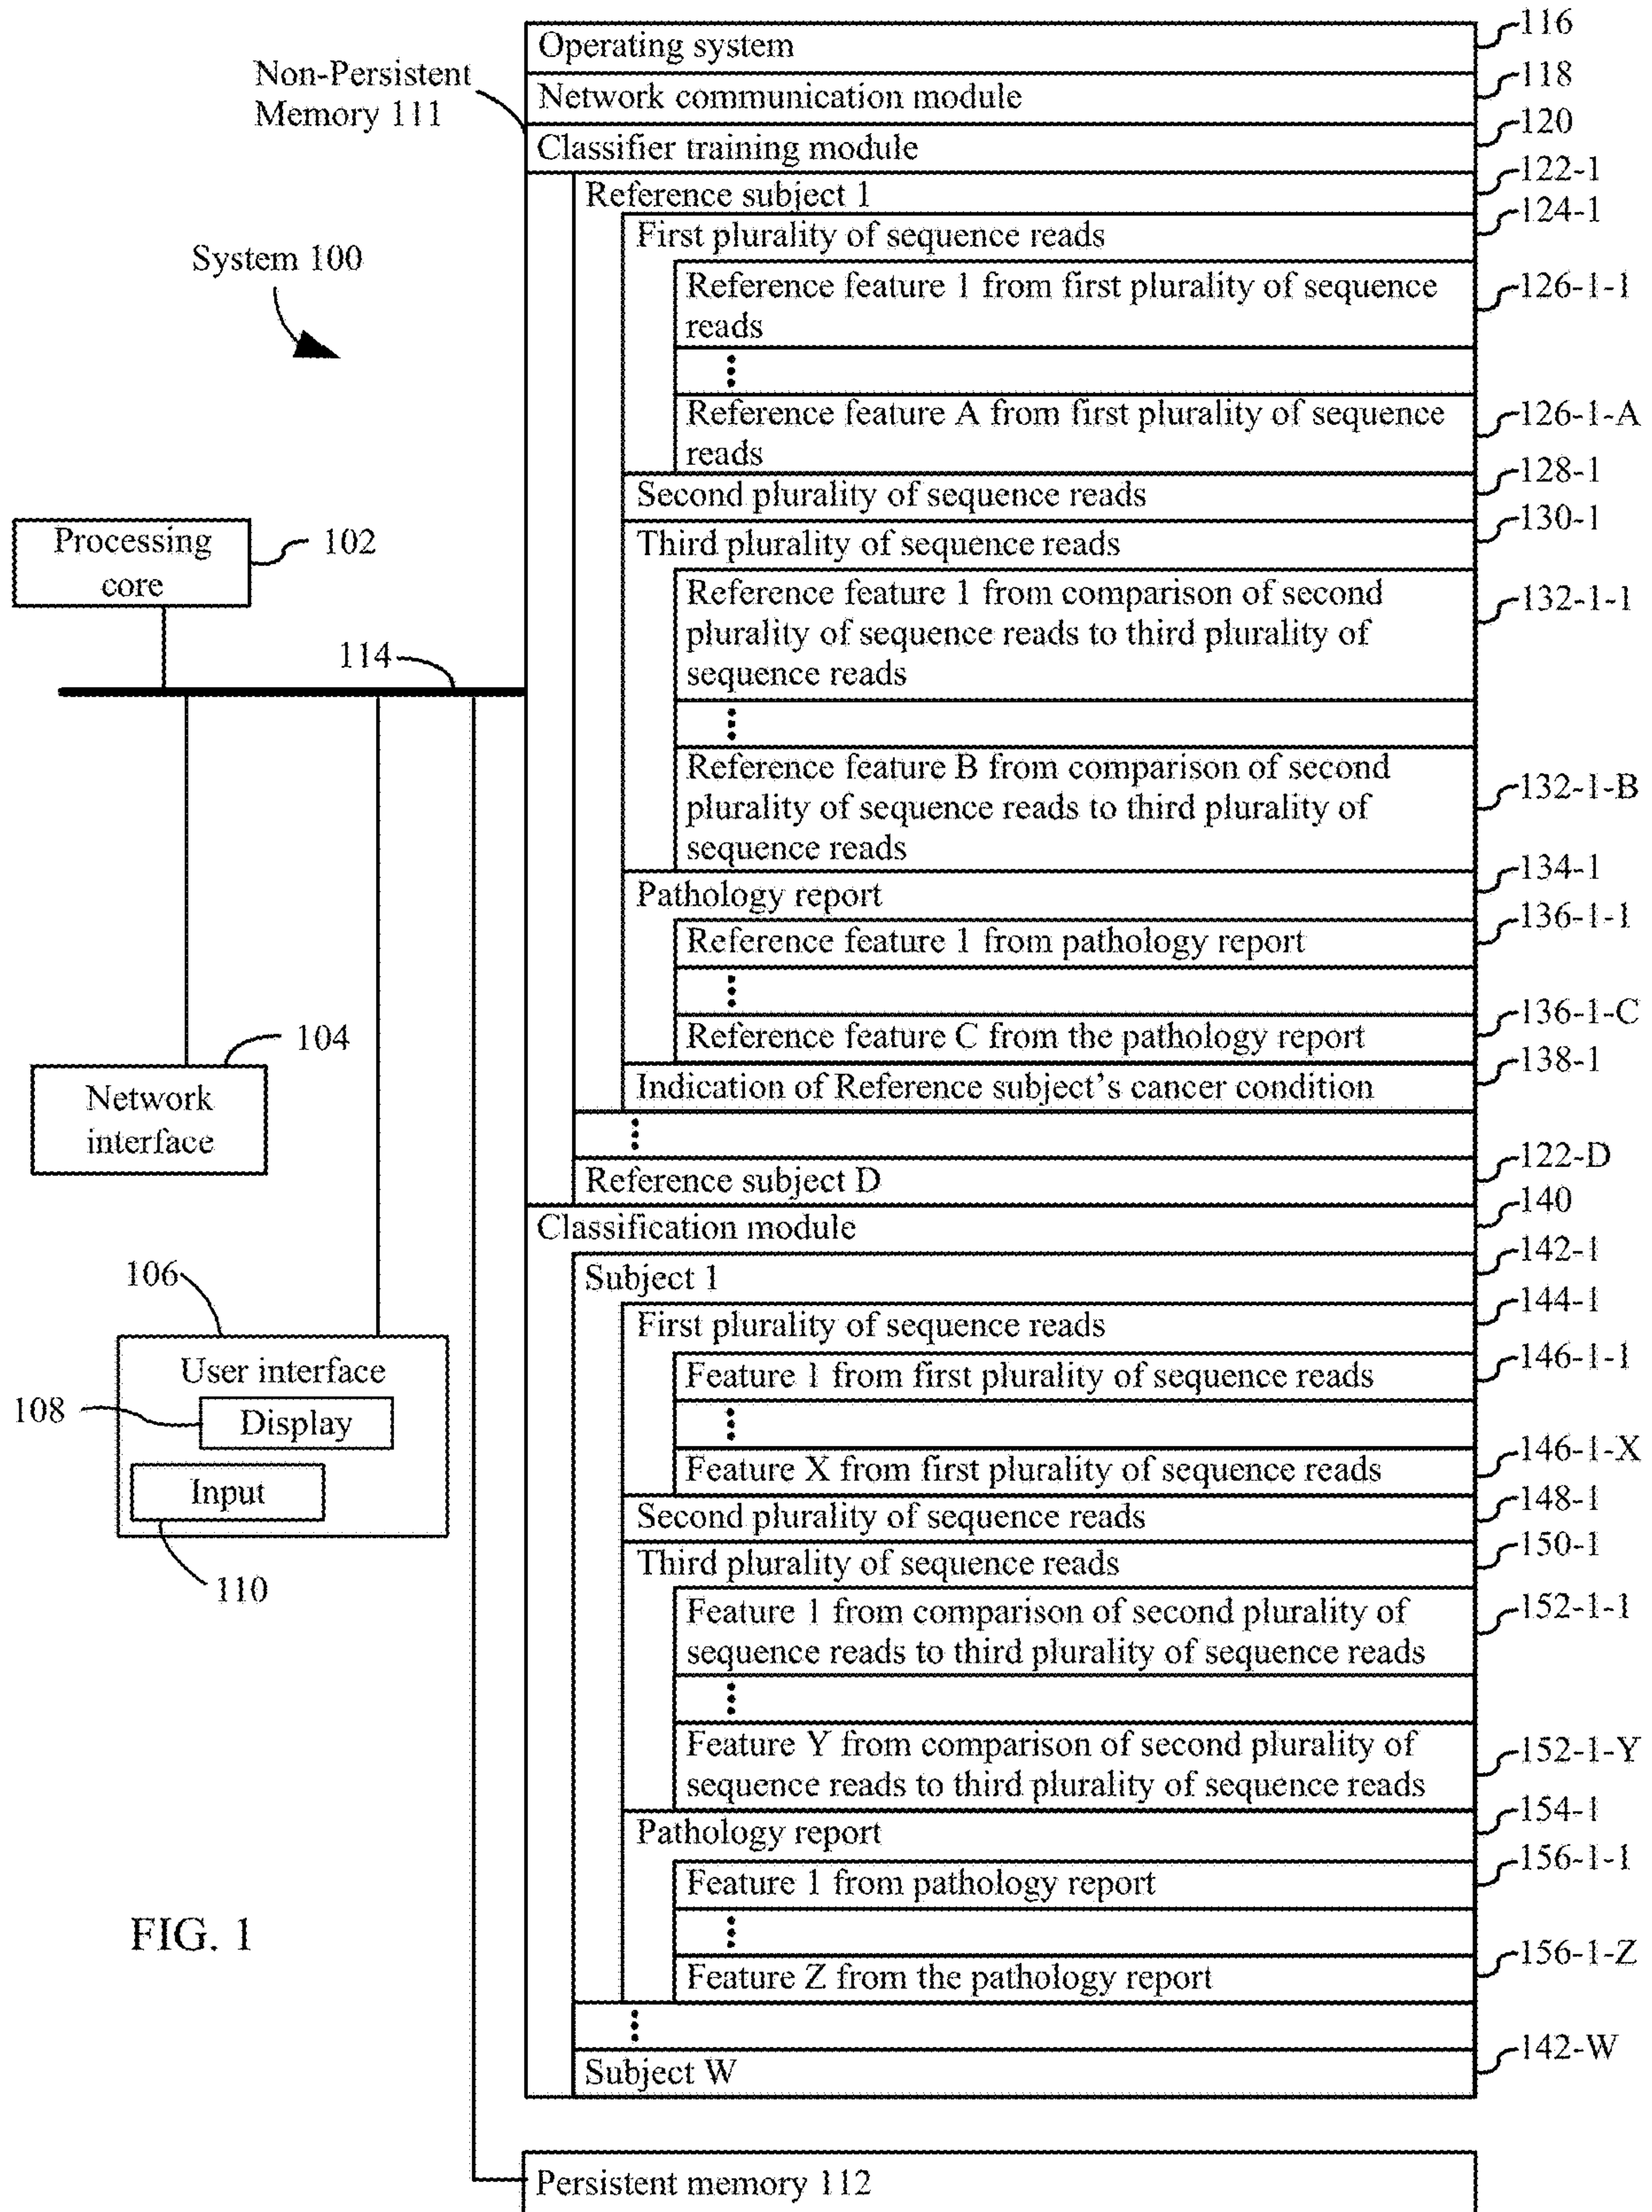 Operating system
116
Non-Persistent
Memory 111
Network communication module
118
Classifier training module
120
Reference subject 1
122-1
First plurality of sequence reads
124-1
System 100
Reference feature 1 from first plurality of sequence
reads
126-1-1
Reference feature A from first plurality of sequence
reads
126-1-A
Second plurality of sequence reads
128-1
Processing
core
102
Third plurality of sequence reads
130-1
Reference feature 1 from comparison of second
plurality of sequence reads to third plurality of
sequence reads
132-1-1
114
Reference feature B from comparison of second
plurality of sequence reads to third plurality of
sequence reads
132-1-B
Pathology report
134-1
Reference feature 1 from pathology report
136-1-1
Reference feature C from the pathology report
136-1-C
104
Network
interface
Indication of Reference subject's cancer condition
138-1
Reference subject D
122-D
Classification module
140
Subject 1
142-1
106
First plurality of sequence reads
144-1
User interface
Feature 1 from first plurality of sequence reads
146-1-1
108
Display
Input
Feature X from first plurality of sequence reads
146-1-X
Second plurality of sequence reads
148-1
110
Third plurality of sequence reads
150-1
Feature 1 from comparison of second plurality of
sequence reads to third plurality of sequence reads
152-1-1
Feature Y from comparison of second plurality of
sequence reads to third plurality of sequence reads
152-1-Y
Pathology report
154-1
Feature 1 from pathology report
156-1-1
FIG. 1
Feature Z from the pathology report
156-1-Z
Subject W
142-W
Persistent memory 112